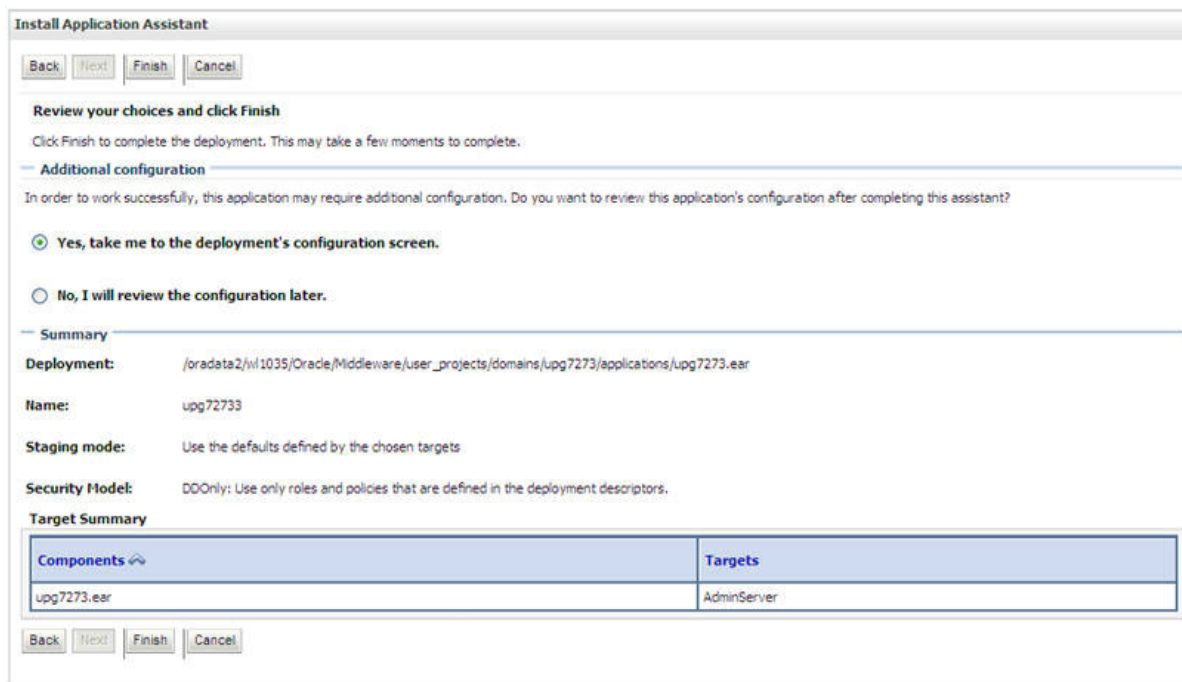 Install Application Assistant
Back Next Finish Cancel
Review your choices and click Finish
Click Finish to complete the deployment. This may take a few moments to complete.
Additional configuration
In order to work successfully, this application may require additional configuration. Do you want to review this application's configuration after completing this assistant?
Yes, take me to the deployment's configuration screen.
No, I will review the configuration later.
Summary
Deployment: /oradata2/wl1035/Oracle/Middleware/user_projects/domains/upg7273/applications/upg7273.ear
Name: upg72733
Staging mode: Use the defaults defined by the chosen targets
Security Model: DDOnly: Use only roles and policies that are defined in the deployment descriptors.
Target Summary
Components Targets
upg7273.ear AdminServer
Back Next Finish Cancel